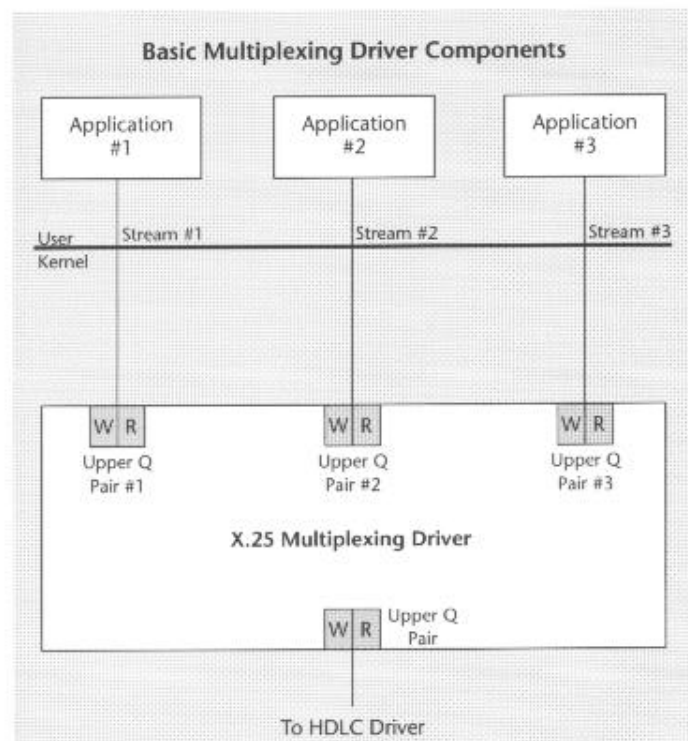 Basic Multiplexing Driver Components
Application
#1
Application
#2
Application
#3
User
Stream #1
Stream #2
Stream #3
Kernel
W R
W R
W R
Upper Q
Pair #1
Upper Q
Pair #2
Upper Q
Pair #3
X.25 Multiplexing Driver
W R
Upper Q
Pair
To HDLC Driver